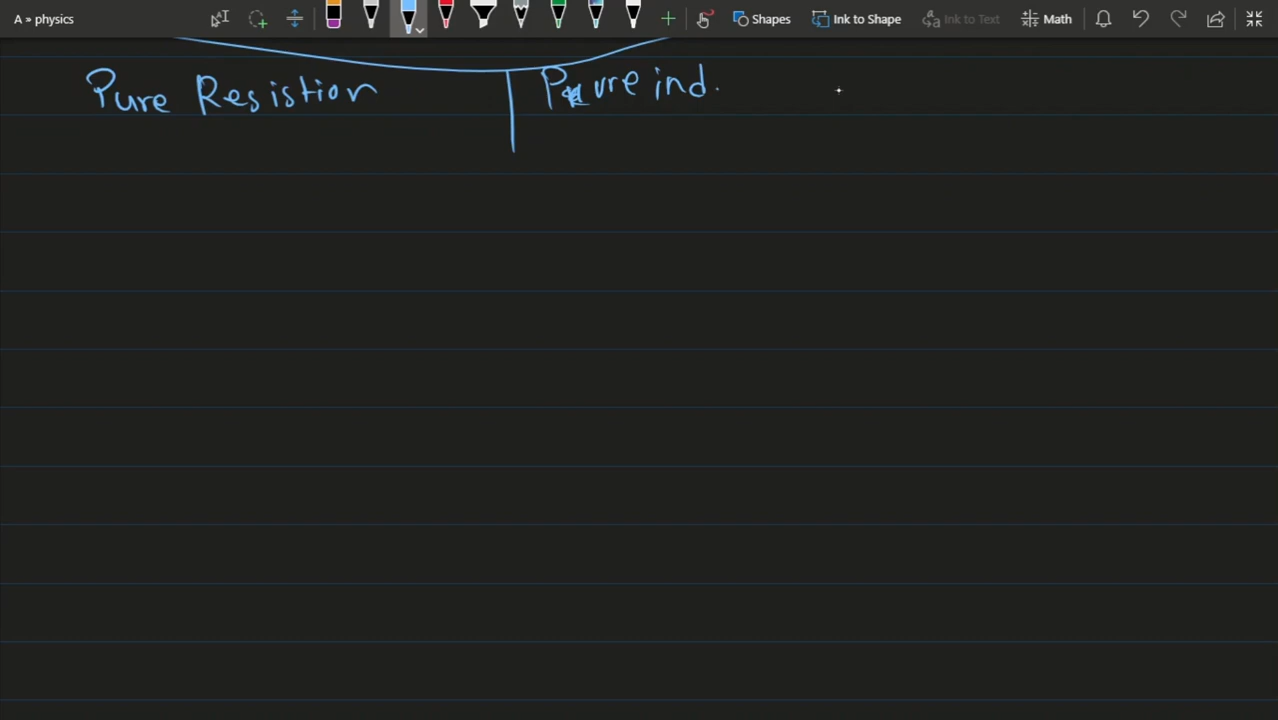 A » physics
Shapes
Ink to Shape
Ink to Text
Math
Pure Resistion
Pure ind.